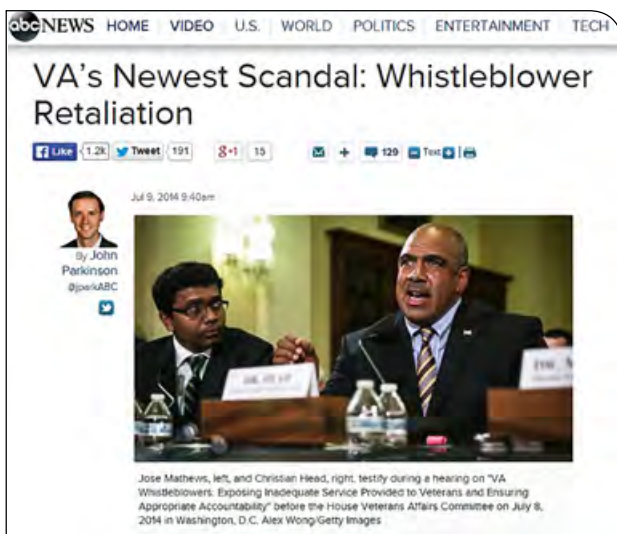 abc NEWS HOME VIDEO U.S. WORLD POLITICS ENTERTAINMENT TECH
VA's Newest Scandal: Whistleblower
Retaliation
Like 1.2k Tweet 191 g+1 15 129 Text
Jul 9, 2014 9:40am
By John
Parkinson
@jparkABC
Jose Mathews, left, and Christian Head, right, testify during a hearing on "VA
Whistleblowers: Exposing Inadequate Service Provided to Veterans and Ensuring
Appropriate Accountability" before the House Veterans Affairs Committee on July 8,
2014 in Washington, D.C. Alex Wong/Getty Images